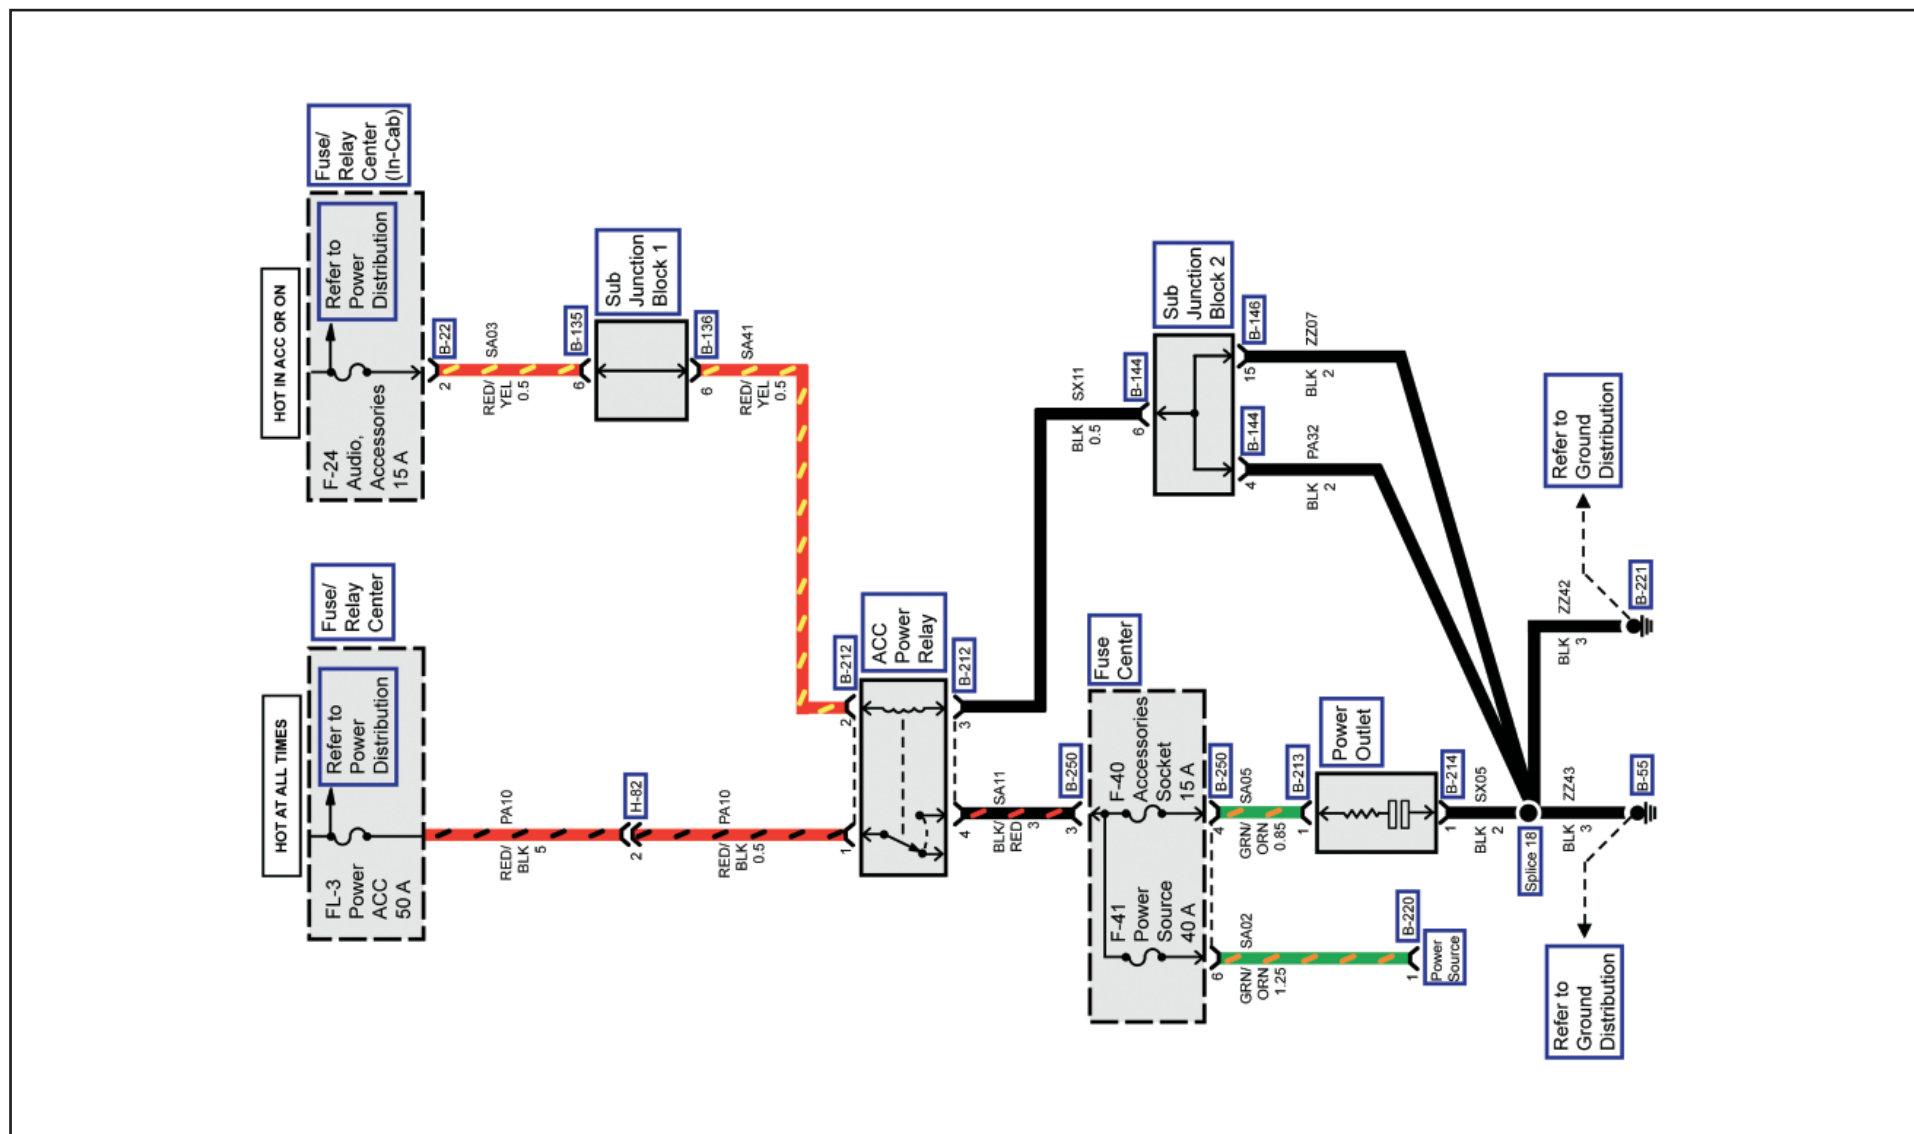 HOT AT ALL TIMES
Fuse/
Relay
Center
FL-3
Power
ACC
50 A
Refer to
Power
Distribution
RED/
BLK
5
PA10
2
H-82
RED/
BLK
0.5
PA10
1
HOT IN ACC OR ON
Fuse/
Relay
Center
(In-Cab)
F-24
Audio,
Accessories
15 A
Refer to
Power
Distribution
2
B-22
RED/
YEL
0.5
SA03
6
B-135
Sub
Junction
Block 1
6
B-136
RED/
YEL
0.5
SA41
2
B-212
ACC
Power
Relay
4
3
B-212
BLK/
RED
3
SA11
3
B-250
BLK
0.5
SX11
6
B-144
Sub
Junction
Block 2
4
B-144
15
B-146
BLK
2
PA32
BLK
2
ZZ07
Fuse
Center
F-41
Power
Source
40 A
F-40
Accessories
Socket
15 A
6
4
B-250
GRN/
ORN
1.25
SA02
GRN/
ORN
0.85
SA05
1
B-213
Power
Outlet
1
B-220
Power
Source
1
B-214
BLK
2
SX05
Splice 18
BLK
3
ZZ43
B-55
BLK
3
ZZ42
B-221
Refer to
Ground
Distribution
Refer to
Ground
Distribution